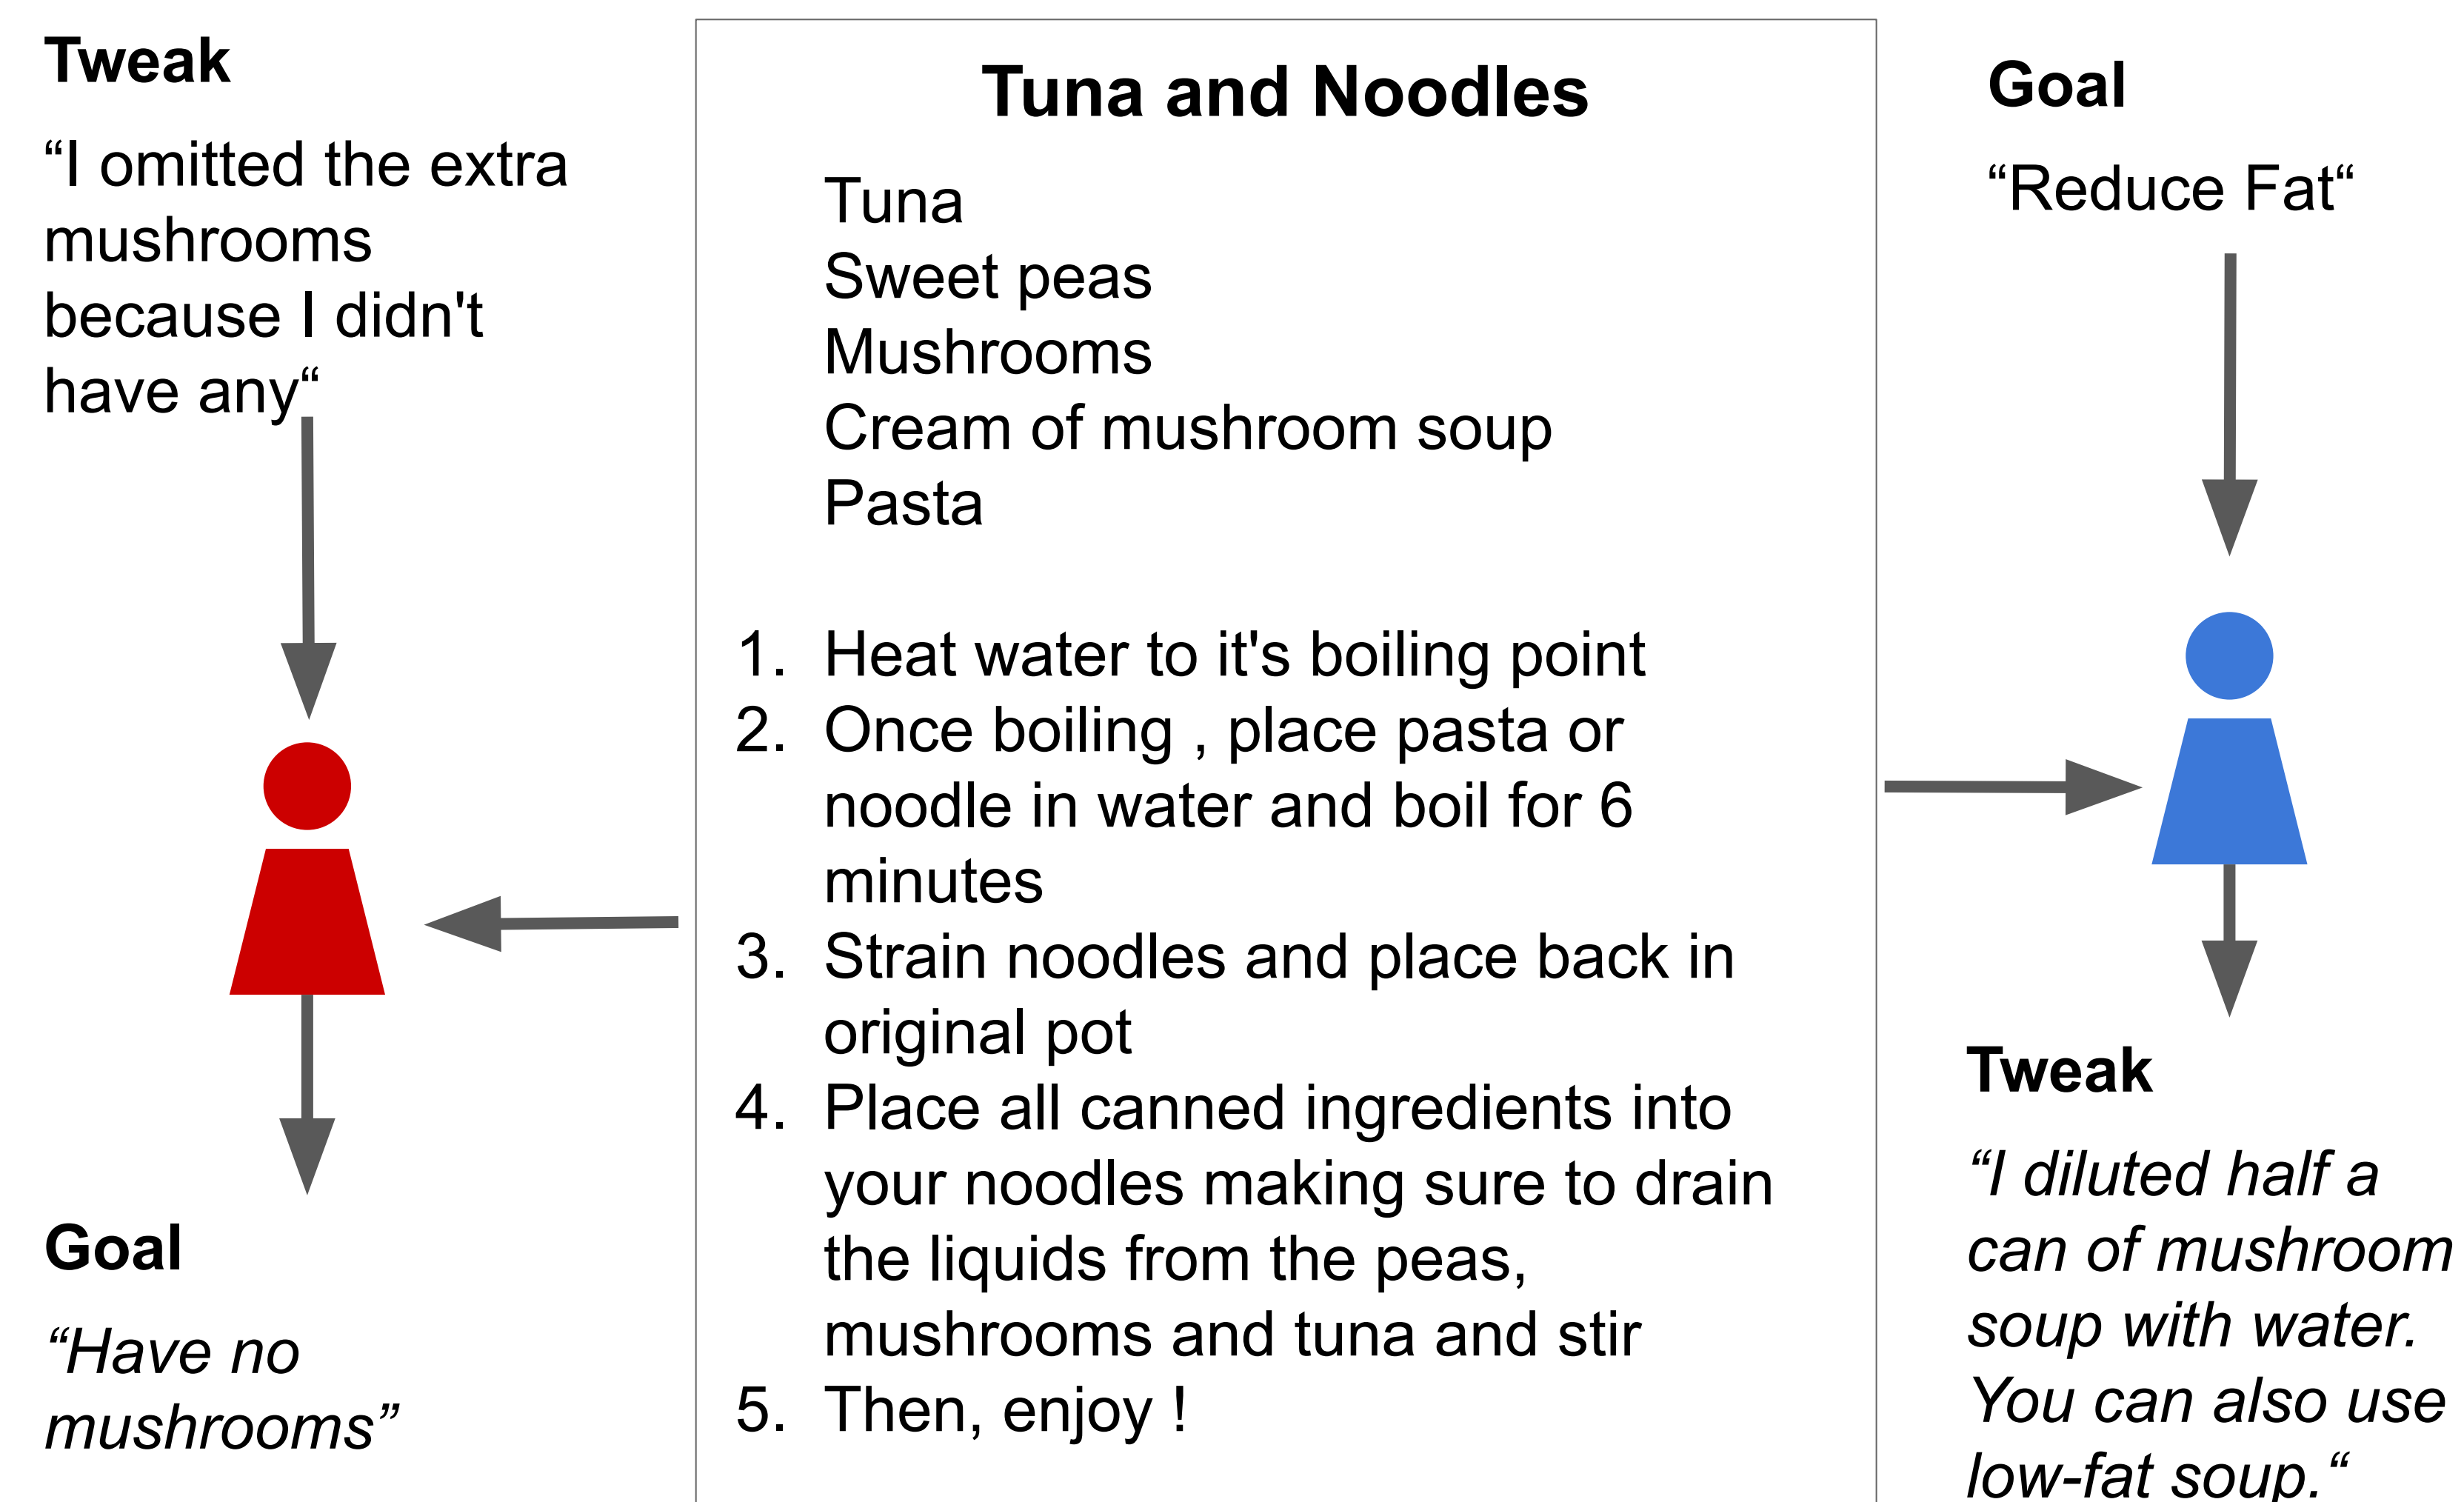 Tweak
“I omitted the extra
mushrooms
because I didn't
have any“
Goal
“Have no
mushrooms”
Tuna and Noodles
Tuna
Sweet peas
Mushrooms
Cream of mushroom soup
Pasta
1. Heat water to it's boiling point
2. Once boiling , place pasta or
noodle in water and boil for 6
minutes
3. Strain noodles and place back in
original pot
4. Place all canned ingredients into
your noodles making sure to drain
the liquids from the peas,
mushrooms and tuna and stir
5. Then, enjoy !
Goal
“Reduce Fat“
Tweak
“I diluted half a
can of mushroom
soup with water.
You can also use
low-fat soup.“